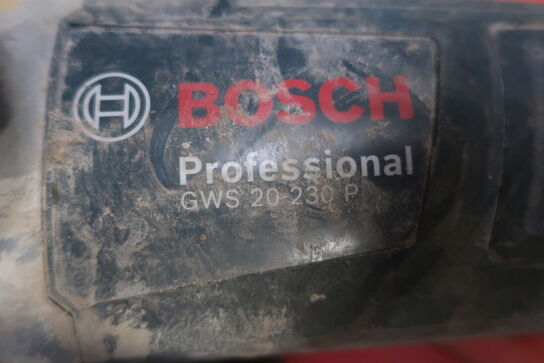 BOSCH
Professional
GWS 20-230 P